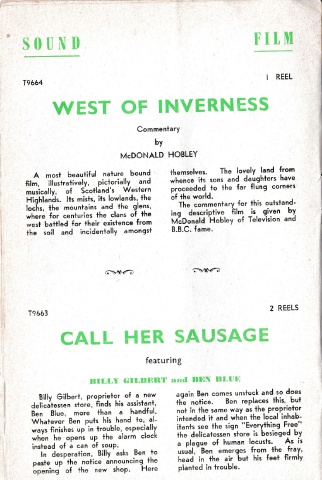 SOUND FILM
T9664
1 REEL
WEST OF INVERNESS
Commentary
by
McDONALD HOBLEY
A most beautiful nature bound
film, illustratively, pictorially and
musically, of Scotland's Western
Highlands. Its mists, its lowlands, the
lochs, the mountains and the glens,
where for centuries the clans of the
west battled for their existence from
the soil and incidentally amongst
themselves. The lovely land from
whence its sons and daughters have
proceeded to the far flung corners
of the world.
The commentary for this outstand-
ing descriptive film is given by
McDonald Hobley of Television and
B.B.C. fame.
T9663
2 REELS
CALL HER SAUSAGE
featuring
BILLY GILBERT and BEN BLUE
Billy Gilbert, proprietor of a new
delicatessen store, finds his assistant,
Ben Blue, more than a handful.
Whatever Ben puts his hand to, al-
ways finishes up in trouble, especially
when he opens up the alarm clock
instead of a can of soup.
In desperation, Billy asks Ben to
paste up the notice announcing the
opening of the new shop. Here
again Ben comes unstuck and so does
the notice. Ben replaces this, but
not in the same way as the proprietor
intended it and when the local inhab-
itants see the sign "Everything Free"
the delicatessen store is besieged by
a plague of human locusts. As is
usual, Ben emerges from the fray,
head in the air but his feet firmly
planted in trouble.